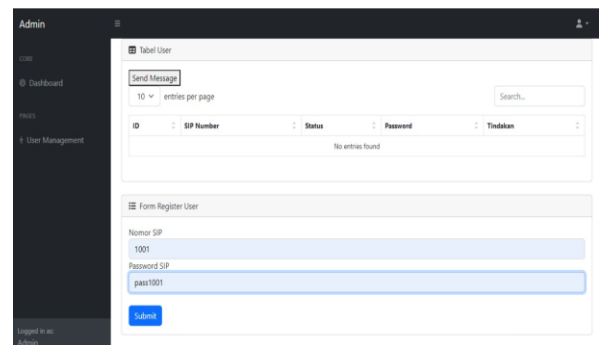 Admin
CORE
Dashboard
PAGES
User Management
Logged in as:
Admin
Tabel User
Send Message
10 entries per page
Search...
ID SIP Number Status Password Tindakan
No entries found
Form Register User
Nomor SIP
1001
Password SIP
pass1001
Submit